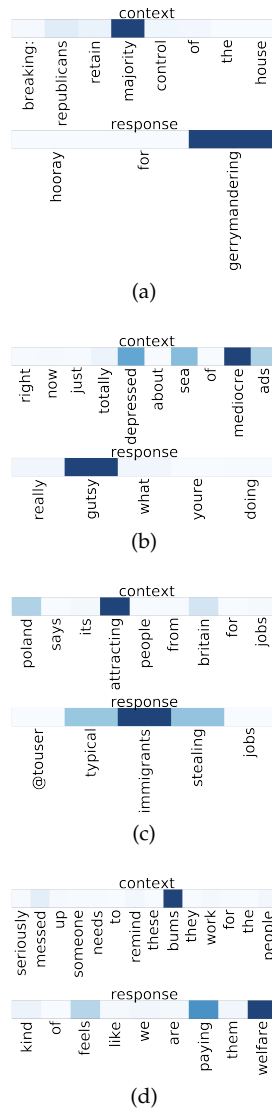 context
breaking: republicans retain majority control of the house
response
hooray for gerrymandering
(a)
context
right now just totally depressed about sea of mediocre ads
response
really gutsy what youre doing
(b)
context
poland says its attracting people from britain for jobs
response
@touser typical immigrants stealing jobs
(c)
context
seriously messed up someone needs to remind these bums they work for the people
response
kind of feels like we are paying them welfare
(d)